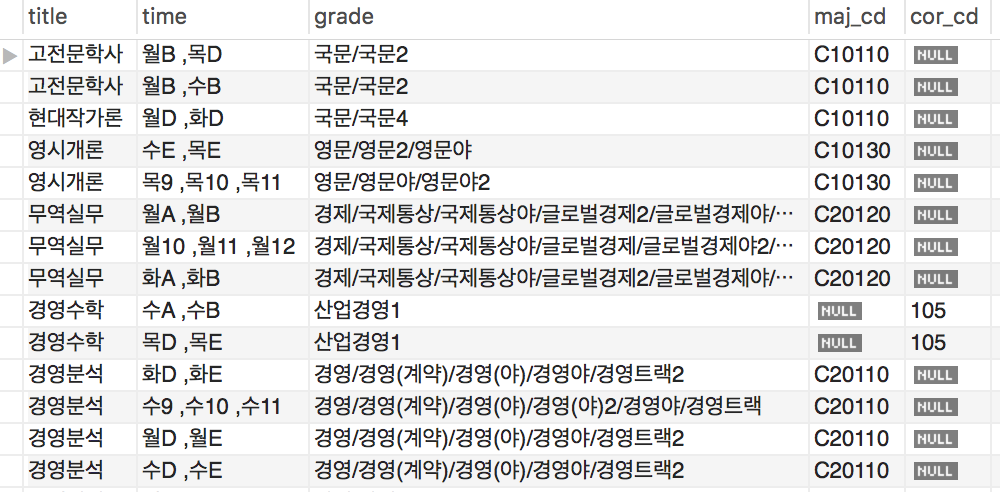 title time grade maj_cd cor_cd
고전문학사 월B ,목D 국문/국문2 C10110 NULL
고전문학사 월B ,수B 국문/국문2 C10110 NULL
현대작가론 월D ,화D 국문/국문4 C10110 NULL
영시개론 수E ,목E 영문/영문2/영문야 C10130 NULL
영시개론 목9 ,목10 ,목11 영문/영문야/영문야2 C10130 NULL
무역실무 월A ,월B 경제/국제통상/국제통상야/글로벌경제2/글로벌경제야/… C20120 NULL
무역실무 월10 ,월11 ,월12 경제/국제통상/국제통상야/글로벌경제/글로벌경제야2/… C20120 NULL
무역실무 화A ,화B 경제/국제통상/국제통상야/글로벌경제2/글로벌경제야/… C20120 NULL
경영수학 수A ,수B 산업경영1 NULL 105
경영수학 목D ,목E 산업경영1 NULL 105
경영분석 화D ,화E 경영/경영(계약)/경영(야)/경영야/경영트랙2 C20110 NULL
경영분석 수9 ,수10 ,수11 경영/경영(계약)/경영(야)/경영(야)2/경영야/경영트랙 C20110 NULL
경영분석 월D ,월E 경영/경영(계약)/경영(야)/경영야/경영트랙2 C20110 NULL
경영분석 수D ,수E 경영/경영(계약)/경영(야)/경영야/경영트랙2 C20110 NULL